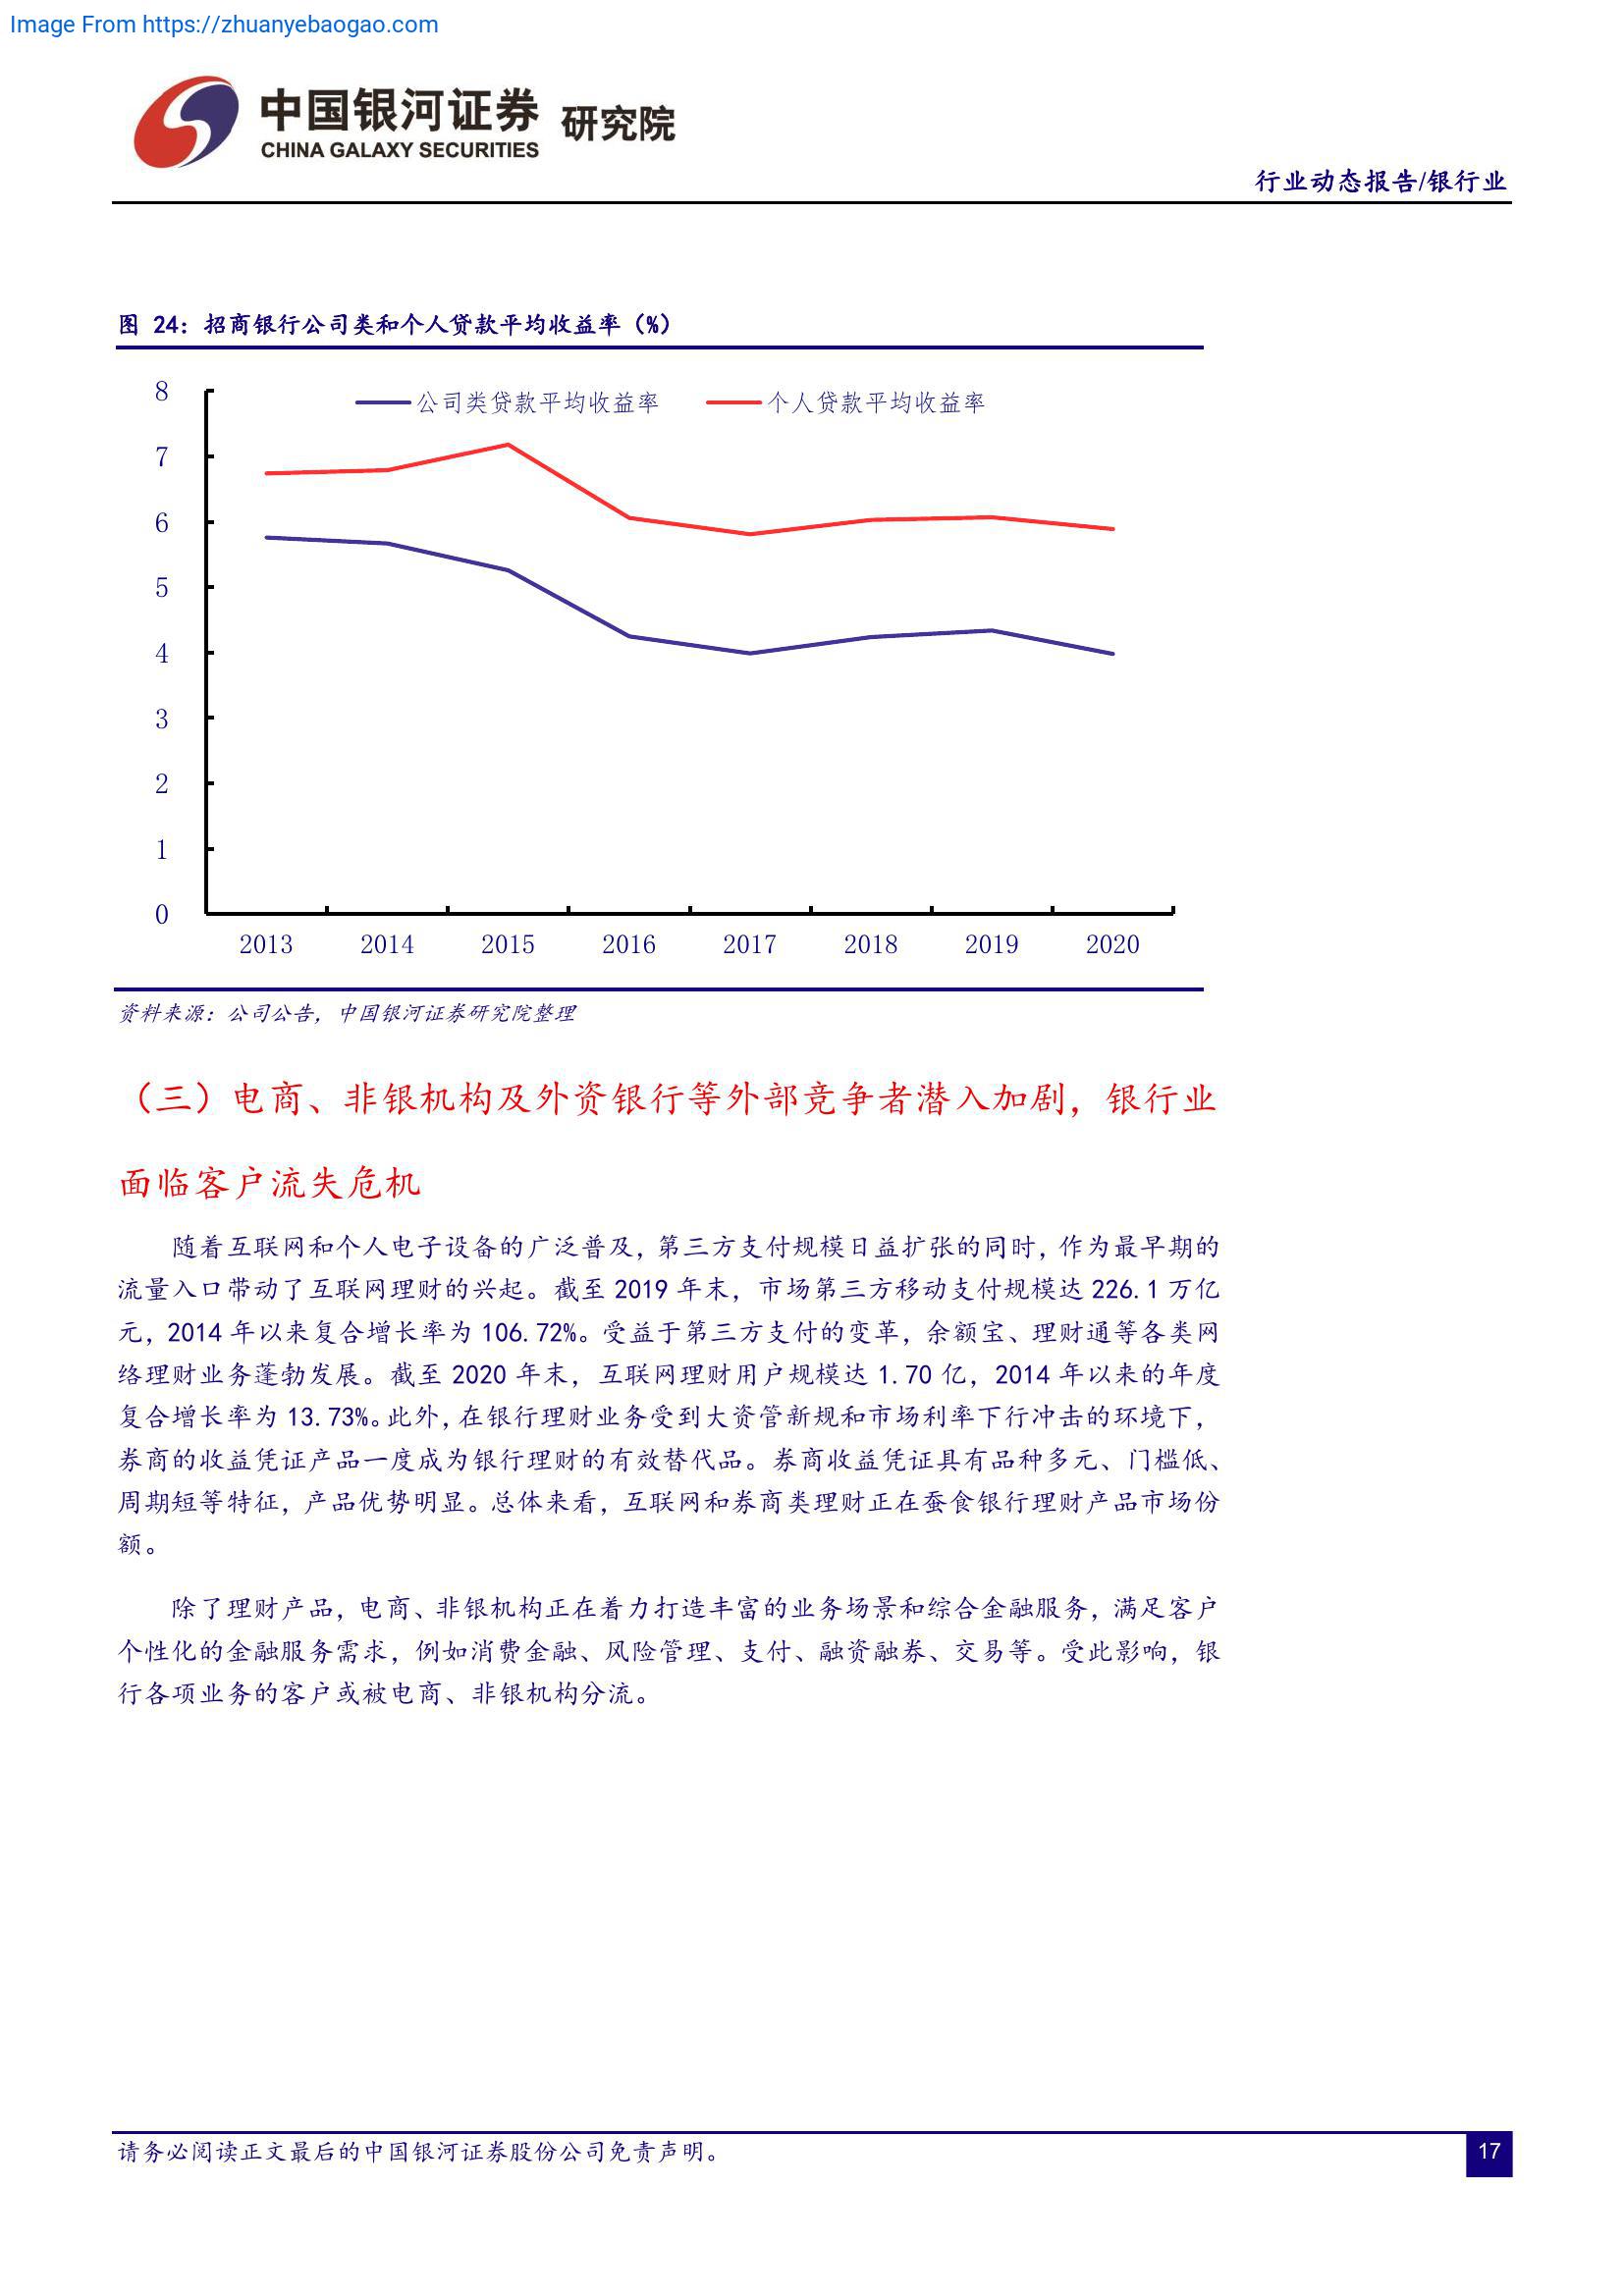 Image From https://zhuanyebaogao.com
中国银河证券 研究院
CHINA GALAXY SECURITIES
行业动态报告/银行业
图 24：招商银行公司类和个人贷款平均收益率（%）
8
公司类贷款平均收益率 个人贷款平均收益率
7
6
5
4
3
2
1
0
2013 2014 2015 2016 2017 2018 2019 2020
资料来源：公司公告，中国银河证券研究院整理
（三）电商、非银机构及外资银行等外部竞争者潜入加剧，银行业
面临客户流失危机
随着互联网和个人电子设备的广泛普及，第三方支付规模日益扩张的同时，作为最早期的
流量入口带动了互联网理财的兴起。截至 2019 年末，市场第三方移动支付规模达 226.1 万亿
元，2014 年以来复合增长率为 106.72%。受益于第三方支付的变革，余额宝、理财通等各类网
络理财业务蓬勃发展。截至 2020 年末，互联网理财用户规模达 1.70 亿，2014 年以来的年度
复合增长率为 13.73%。此外，在银行理财业务受到大资管新规和市场利率下行冲击的环境下，
券商的收益凭证产品一度成为银行理财的有效替代品。券商收益凭证具有品种多元、门槛低、
周期短等特征，产品优势明显。总体来看，互联网和券商类理财正在蚕食银行理财产品市场份
额。
除了理财产品，电商、非银机构正在着力打造丰富的业务场景和综合金融服务，满足客户
个性化的金融服务需求，例如消费金融、风险管理、支付、融资融券、交易等。受此影响，银
行各项业务的客户或被电商、非银机构分流。
请务必阅读正文最后的中国银河证券股份公司免责声明。
17